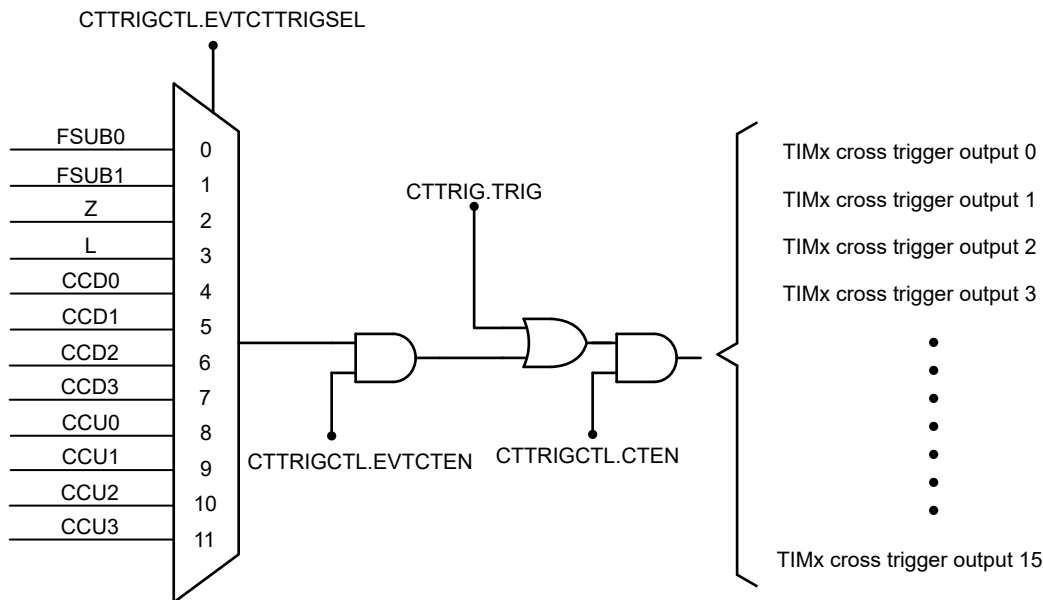 CTTRIGCTL.EVTCTTRIGSEL
FSUB0
0
FSUB1
1
Z
2
L
3
CCD0
4
CCD1
5
CCD2
6
CCD3
7
CCU0
8
CCU1
9
CCU2
10
CCU3
11
CTTRIG.TRIG
CTTRIGCTL.EVTCTEN
CTTRIGCTL.CTEN
TIMx cross trigger output 0
TIMx cross trigger output 1
TIMx cross trigger output 2
TIMx cross trigger output 3
TIMx cross trigger output 15